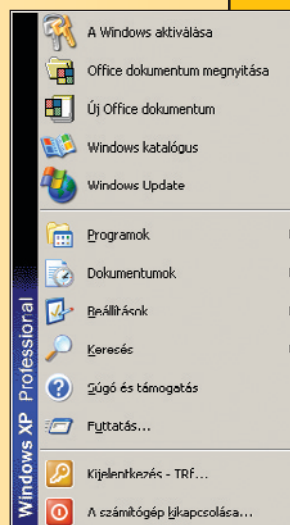 A Windows aktiválása
Office dokumentum megnyitása
Új Office dokumentum
Windows katalógus
Windows Update
Programok
Dokumentumok
Beállítások
Keresés
Súgó és támogatás
Futtatás...
Kijelentkezés - TRf...
A számítógép kikapcsolása...
Windows XP Professional